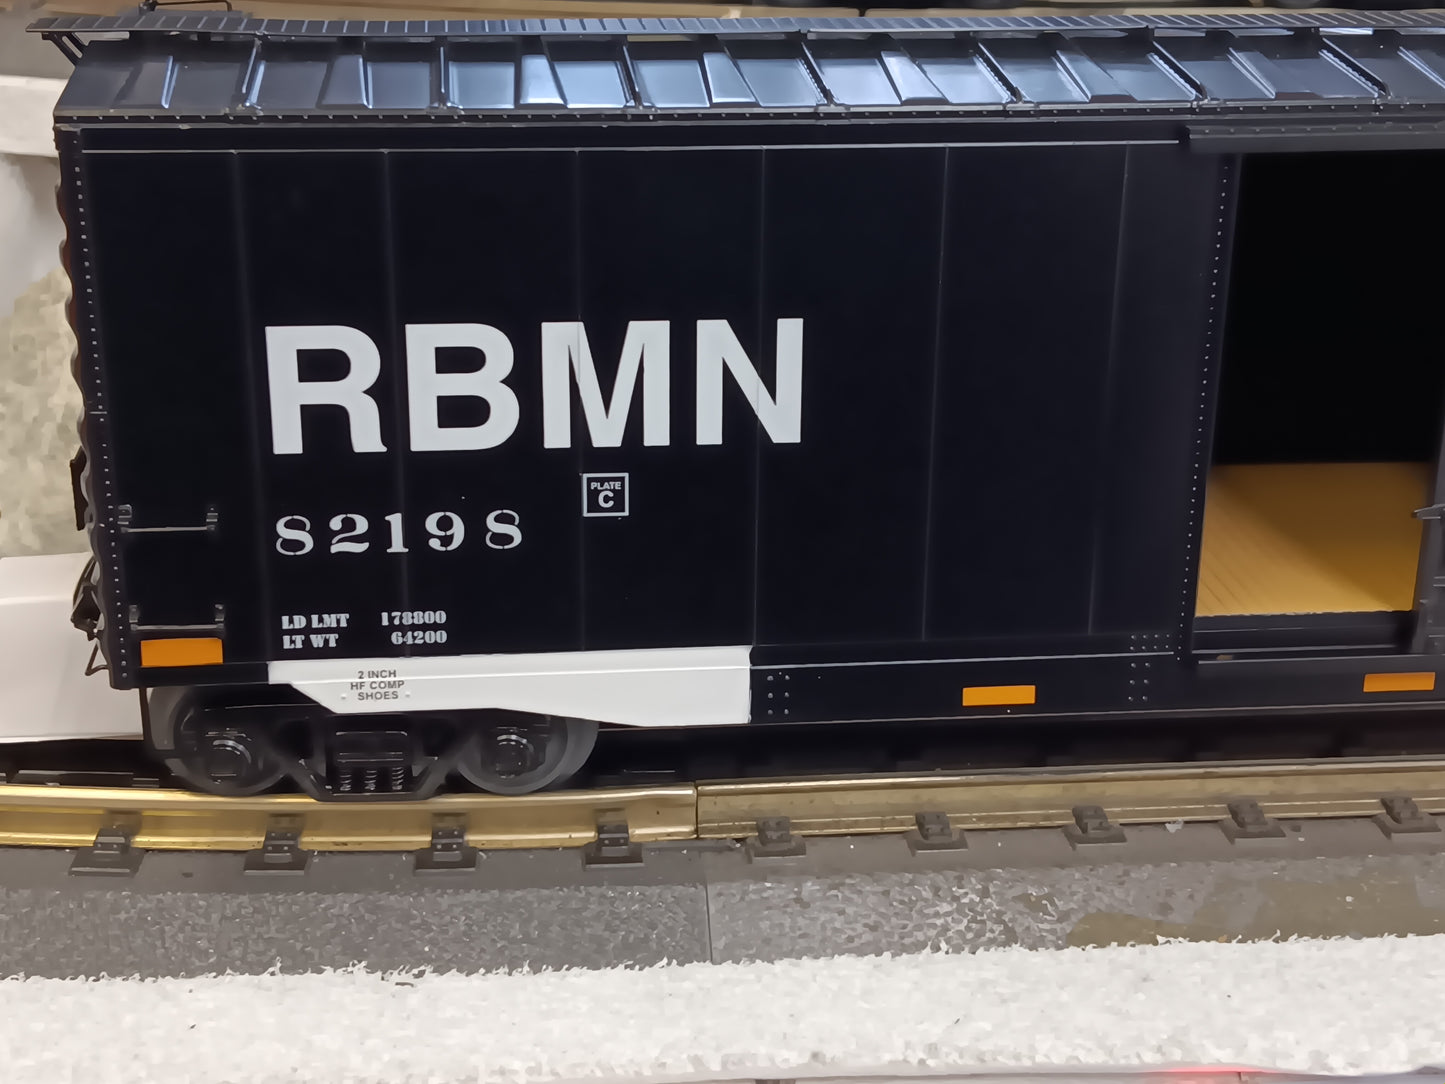 RBMN
PLATE
C
82198
LD LMT 178800
LT WT 64200
2 INCH
HF COMP
SHOES